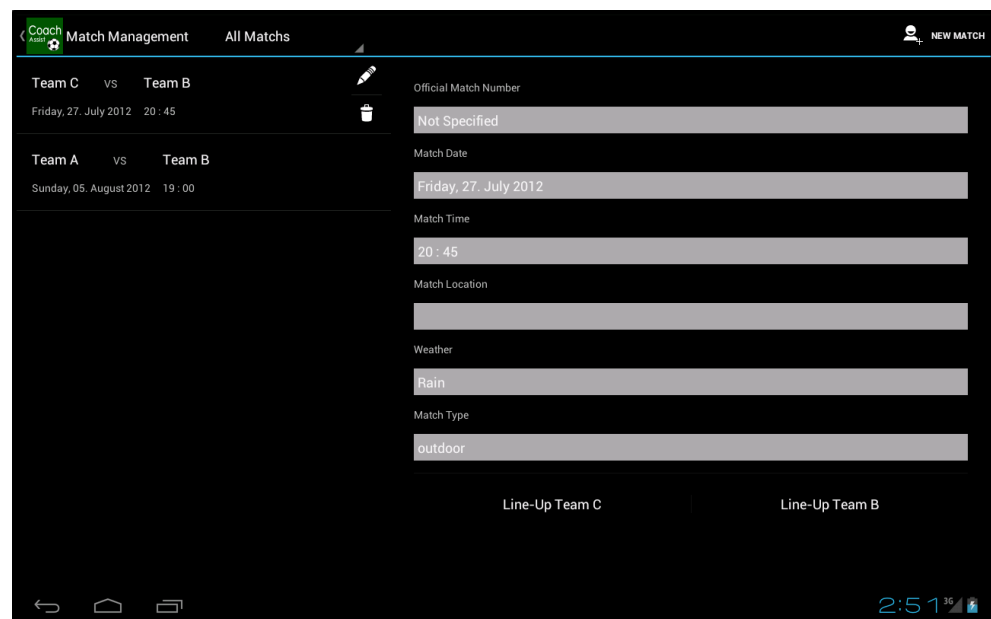 Coach
Assist
Match Management
All Matchs
NEW MATCH
Team C vs Team B
Friday, 27. July 2012 20 : 45
Team A vs Team B
Sunday, 05. August 2012 19 : 00
Official Match Number
Not Specified
Match Date
Friday, 27. July 2012
Match Time
20 : 45
Match Location
Weather
Rain
Match Type
outdoor
Line-Up Team C
Line-Up Team B
2:51 3G